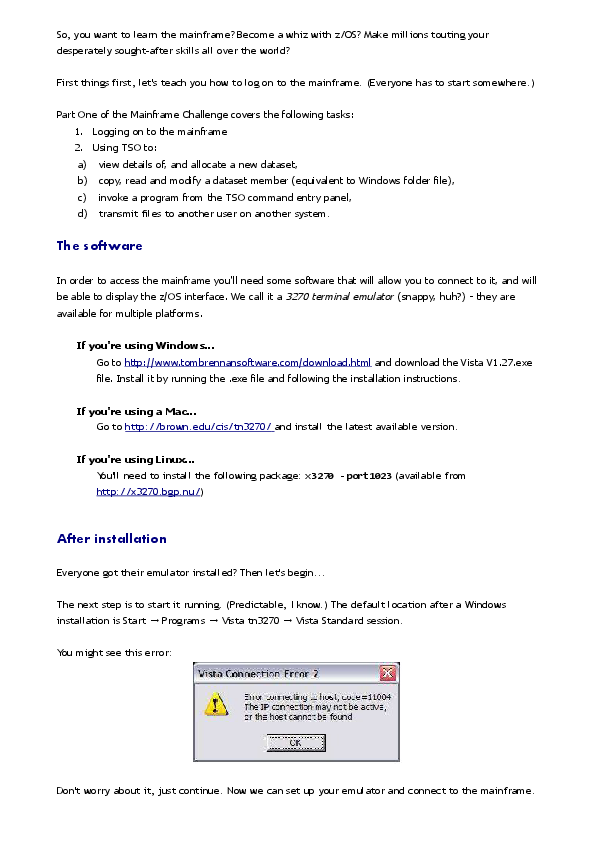 So, you want to learn the mainframe? Become a whiz with z/OS? Make millions touting your
desperately sought-after skills all over the world?
First things first, let's teach you how to log on to the mainframe. (Everyone has to start somewhere.)
Part One of the Mainframe Challenge covers the following tasks:
1. Logging on to the mainframe
2. Using TSO to:
a) view details of, and allocate a new dataset,
b) copy, read and modify a dataset member (equivalent to Windows folder file),
c) invoke a program from the TSO command entry panel,
d) transmit files to another user on another system.
The software
In order to access the mainframe you'll need some software that will allow you to connect to it, and will
be able to display the z/OS interface. We call it a 3270 terminal emulator (snappy, huh?) - they are
available for multiple platforms.
If you're using Windows...
Go to http://www.tombrennansoftware.com/download.html and download the Vista V1.27.exe
file. Install it by running the .exe file and following the installation instructions.
If you're using a Mac...
Go to http://brown.edu/cis/tn3270/ and install the latest available version.
If you're using Linux...
You'll need to install the following package: x3270 -port1023 (available from
http://x3270.bgp.nu/)
After installation
Everyone got their emulator installed? Then let's begin...
The next step is to start it running. (Predictable, I know.) The default location after a Windows
installation is Start → Programs → Vista tn3270 → Vista Standard session.
You might see this error:
Vista Connection Error 2
Error connecting to host, code=11004
The IP connection may not be active,
or the host cannot be found
OK
Don't worry about it, just continue. Now we can set up your emulator and connect to the mainframe.